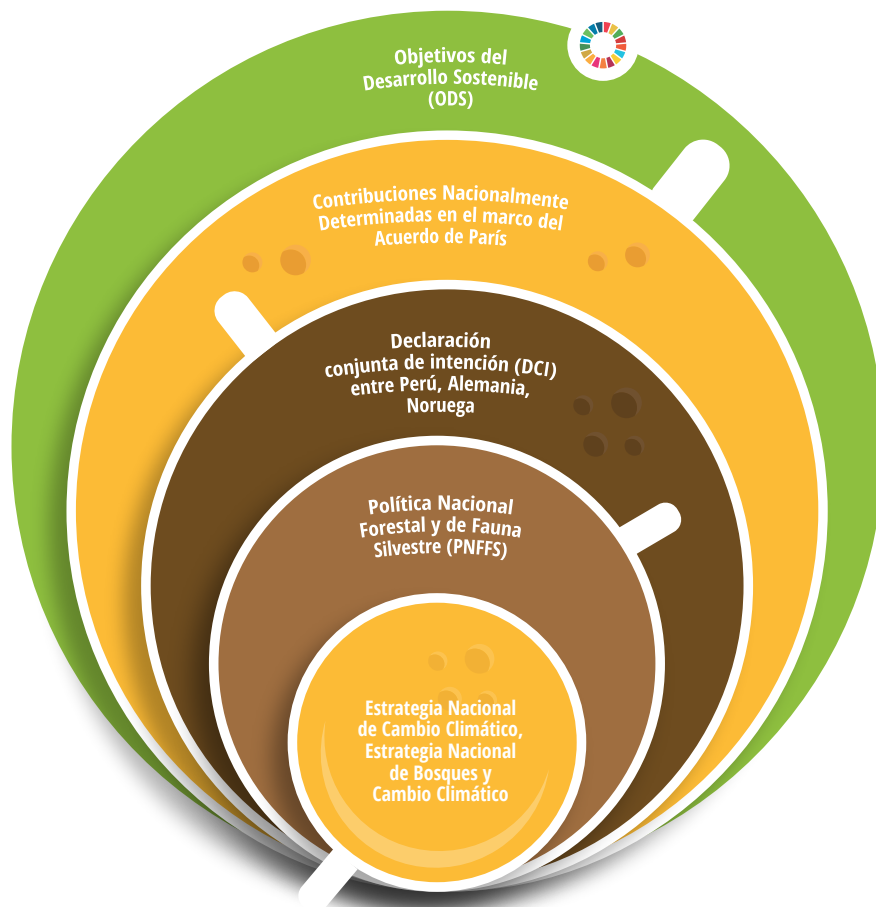 Objetivos del
Desarrollo Sostenible
(ODS)
Contribuciones Nacionalmente
Determinadas en el marco del
Acuerdo de París
Declaración
conjunta de intención (DCI)
entre Perú, Alemania,
Noruega
Política Nacional
Forestal y de Fauna
Silvestre (PNFFS)
Estrategia Nacional
de Cambio Climático,
Estrategia Nacional
de Bosques y
Cambio Climático